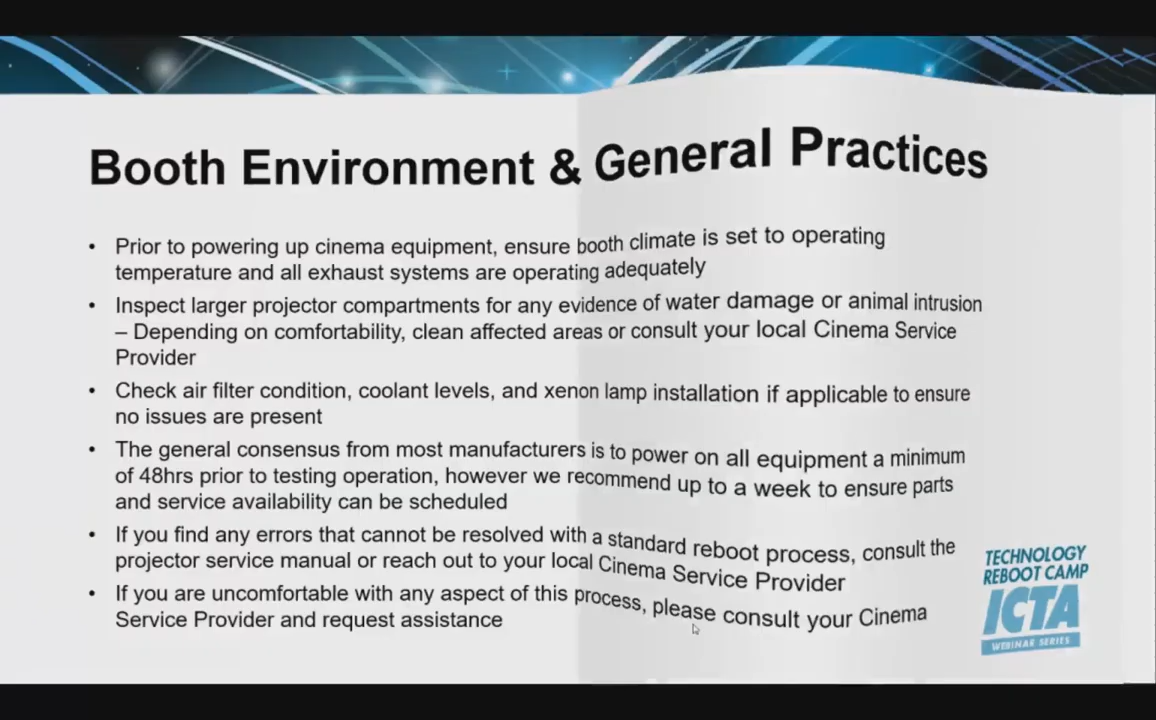 Booth Environment & General Practices
• Prior to powering up cinema equipment, ensure booth climate is set to operating
temperature and all exhaust systems are operating adequately
• Inspect larger projector compartments for any evidence of water damage or animal intrusion
– Depending on comfortability, clean affected areas or consult your local Cinema Service
Provider
• Check air filter condition, coolant levels, and xenon lamp installation if applicable to ensure
no issues are present
• The general consensus from most manufacturers is to power on all equipment a minimum
of 48hrs prior to testing operation, however we recommend up to a week to ensure parts
and service availability can be scheduled
• If you find any errors that cannot be resolved with a standard reboot process, consult the
projector service manual or reach out to your local Cinema Service Provider
• If you are uncomfortable with any aspect of this process, please consult your Cinema
Service Provider and request assistance
TECHNOLOGY
REBOOT CAMP
ICTA
WEBINAR SERIES